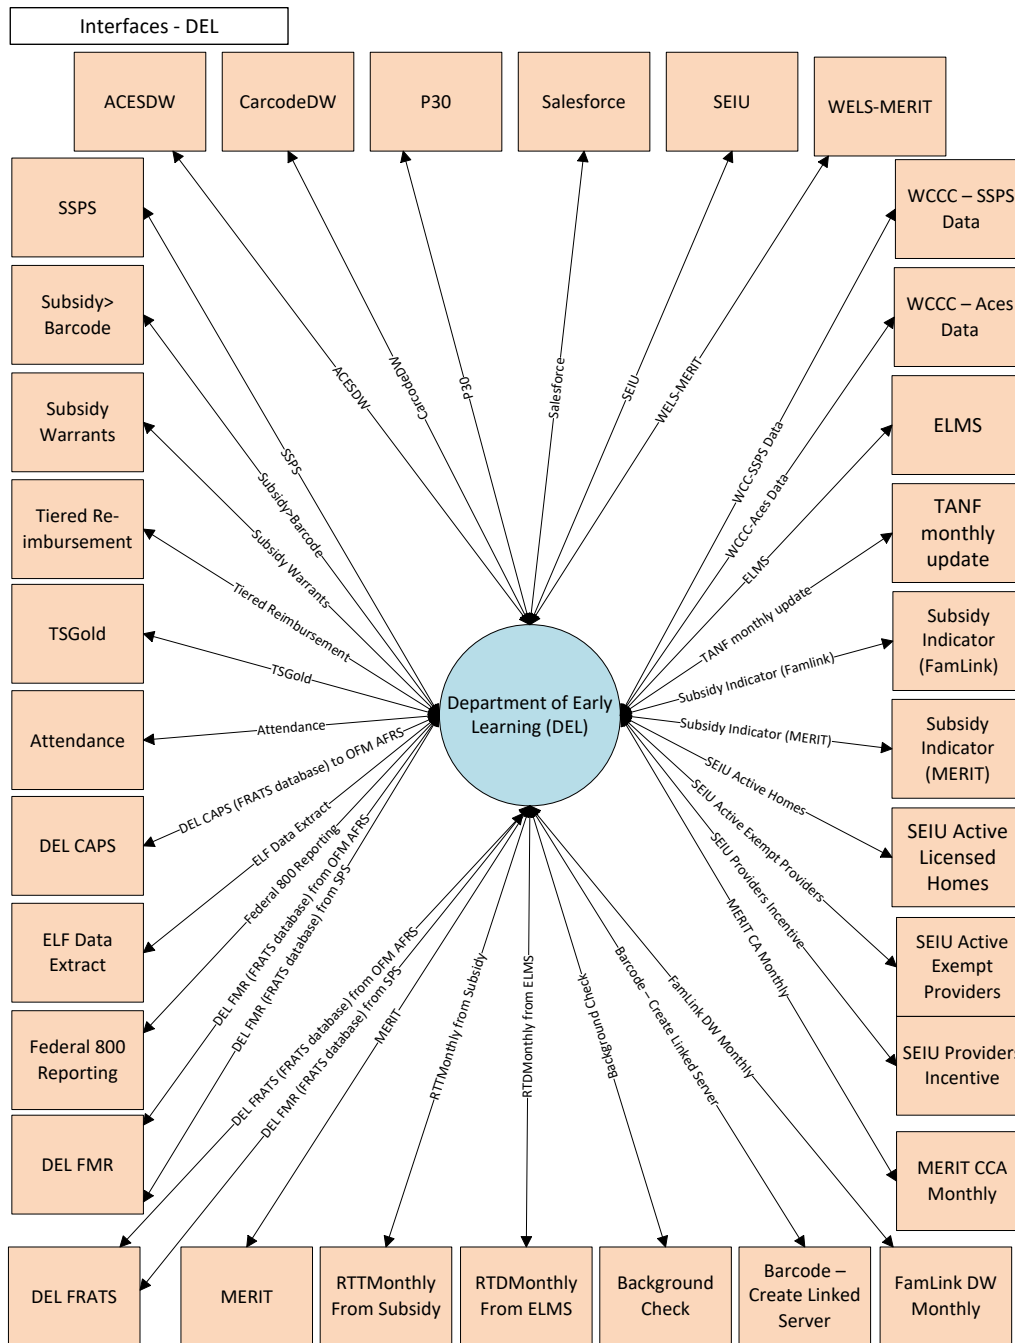 Interfaces - DEL
ACESDW
CarcodeDW
P30
Salesforce
SEIU
WELS-MERIT
SSPS
Subsidy>
Barcode
Subsidy
Warrants
Tiered Re-
imbursement
TSGold
Attendance
DEL CAPS
ELF Data
Extract
Federal 800
Reporting
DEL FMR
DEL FRATS
MERIT
RTTMonthly
From Subsidy
RTDMonthly
From ELMS
Background
Check
Barcode –
Create Linked
Server
FamLink DW
Monthly
WCCC – SSPS
Data
WCCC – Aces
Data
ELMS
TANF
monthly
update
Subsidy
Indicator
(FamLink)
Subsidy
Indicator
(MERIT)
SEIU Active
Licensed
Homes
SEIU Active
Exempt
Providers
SEIU Providers
Incentive
MERIT CCA
Monthly
Department of Early
Learning (DEL)
ACESDW
CarcodeDW
P30
Salesforce
SEIU
WELS-MERIT
SSPS
Subsidy>Barcode
Subsidy Warrants
Tiered Reimbursement
TSGold
Attendance
DEL CAPS (FRATS database) to OFM AFRS
ELF Data Extract
Federal 800 Reporting
DEL FMR (FRATS database) from OFM AFRS
DEL FMR (FRATS database) from SPS
DEL FRATS (FRATS database) from OFM AFRS
DEL FMR (FRATS database) from SPS
MERIT
RTTMonthly from Subsidy
RTDMonthly from ELMS
Background Check
Barcode – Create Linked Server
FamLink DW Monthly
WCC-SSPS Data
WCCC-Aces Data
ELMS
TANF monthly update
Subsidy Indicator (Famlink)
Subsidy Indicator (MERIT)
SEIU Active Homes
SEIU Active Exempt Providers
SEIU Providers Incentive
MERIT CA Monthly